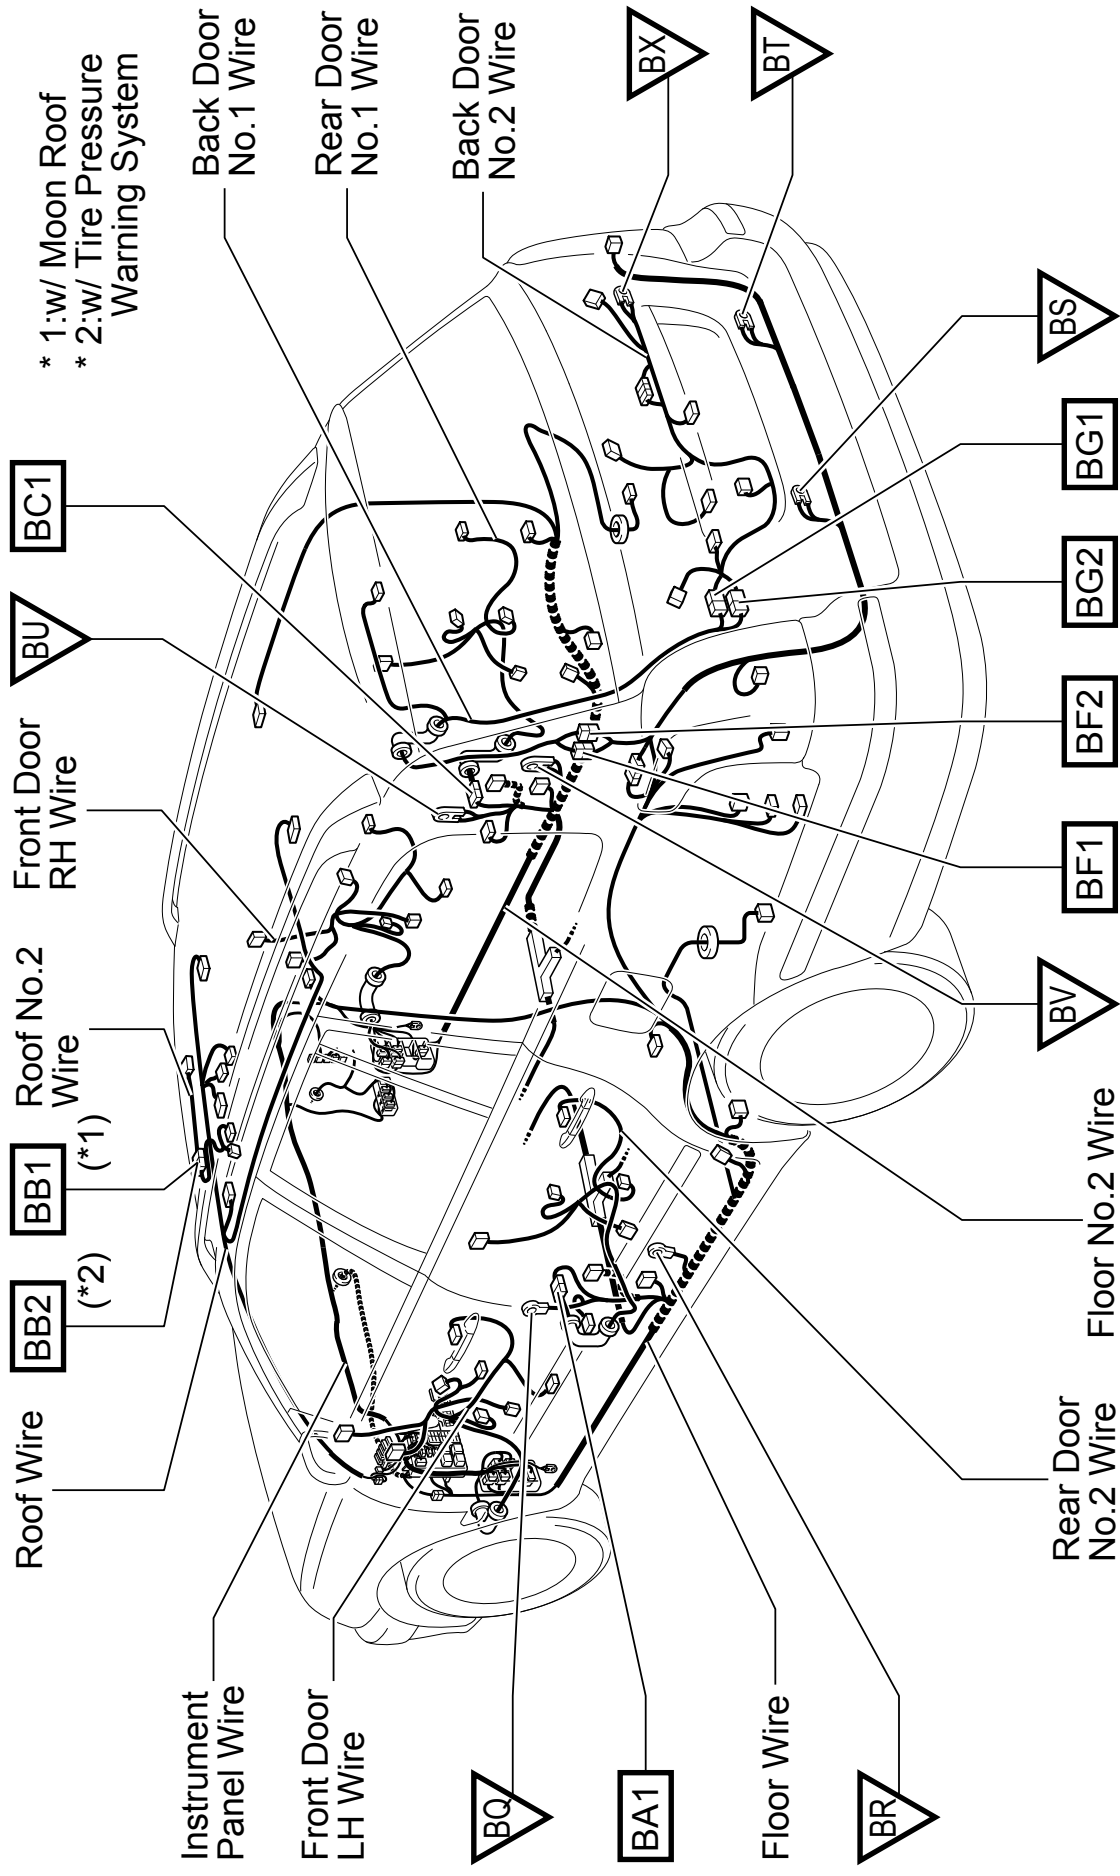 * 1:w/ Moon Roof
* 2:w/ Tire Pressure
Warning System
Roof Wire
BB2
(*2)
BB1
(*1)
Roof No.2
Wire
Front Door
RH Wire
BU
BC1
Back Door
No.1 Wire
Rear Door
No.1 Wire
Back Door
No.2 Wire
BX
BT
Instrument
Panel Wire
Front Door
LH Wire
BQ
BA1
Floor Wire
BR
Rear Door
No.2 Wire
Floor No.2 Wire
BV
BF1
BF2
BG2
BG1
BS